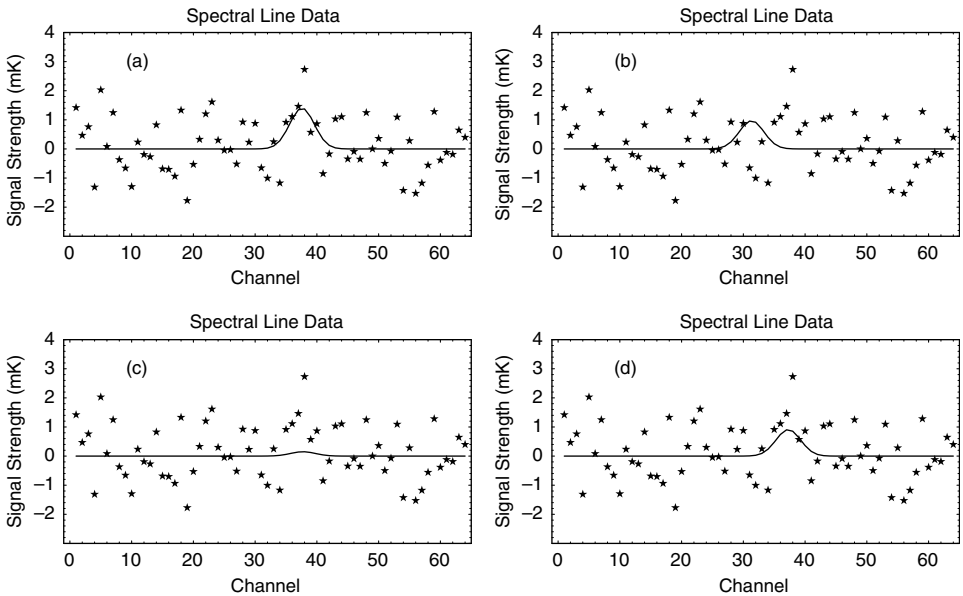 Spectral Line Data
Signal Strength (mK)
4
3
2
1
0
–1
–2
(a)
0 10 20 30 40 50 60
Channel
Spectral Line Data
Signal Strength (mK)
4
3
2
1
0
–1
–2
(b)
0 10 20 30 40 50 60
Channel
Spectral Line Data
Signal Strength (mK)
4
3
2
1
0
–1
–2
(c)
0 10 20 30 40 50 60
Channel
Spectral Line Data
Signal Strength (mK)
4
3
2
1
0
–1
–2
(d)
0 10 20 30 40 50 60
Channel